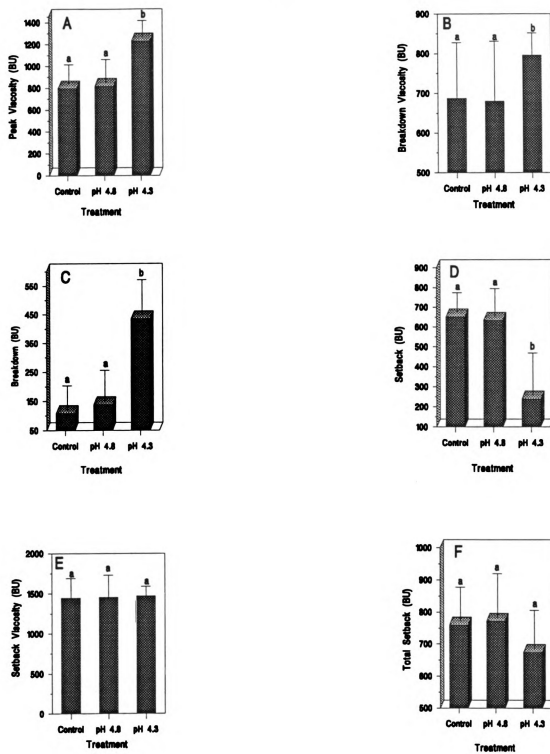 A
Peak Viscosity (BU)
1400
1200
1000
800
600
400
200
0
a
a
b
Control pH 4.8 pH 4.3
Treatment
B
Breakdown Viscosity (BU)
900
800
700
600
500
a
a
b
Control pH 4.8 pH 4.3
Treatment
C
Breakdown (BU)
550
450
350
250
150
50
a
a
b
Control pH 4.8 pH 4.3
Treatment
D
Setback (BU)
900
800
700
600
500
400
300
200
100
a
a
b
Control pH 4.8 pH 4.3
Treatment
E
Setback Viscosity (BU)
2000
1500
1000
500
0
a
a
a
Control pH 4.8 pH 4.3
Treatment
F
Total Setback (BU)
1000
900
800
700
600
500
a
a
a
Control pH 4.8 pH 4.3
Treatment